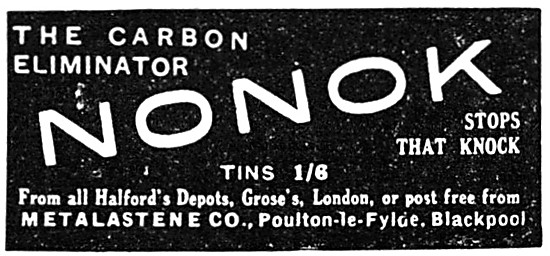 THE CARBON
ELIMINATOR
NONOK
STOPS
THAT KNOCK
TINS 1/6
From all Halford's Depots, Grose's, London, or post free from
METALASTENE CO., Poulton-le-Fylde, Blackpool